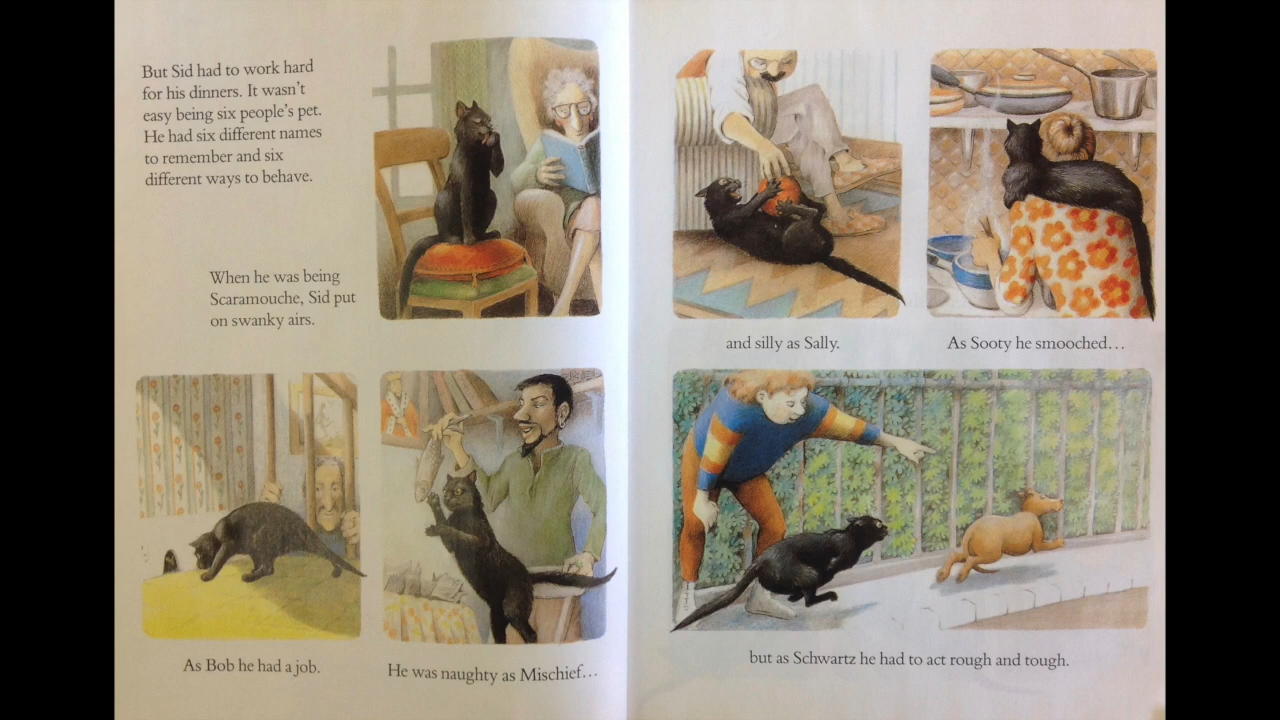 But Sid had to work hard
for his dinners. It wasn't
easy being six people's pet.
He had six different names
to remember and six
different ways to behave.
When he was being
Scaramouche, Sid put
on swanky airs.
As Bob he had a job.
He was naughty as Mischief…
and silly as Sally.
As Sooty he smooched…
but as Schwartz he had to act rough and tough.